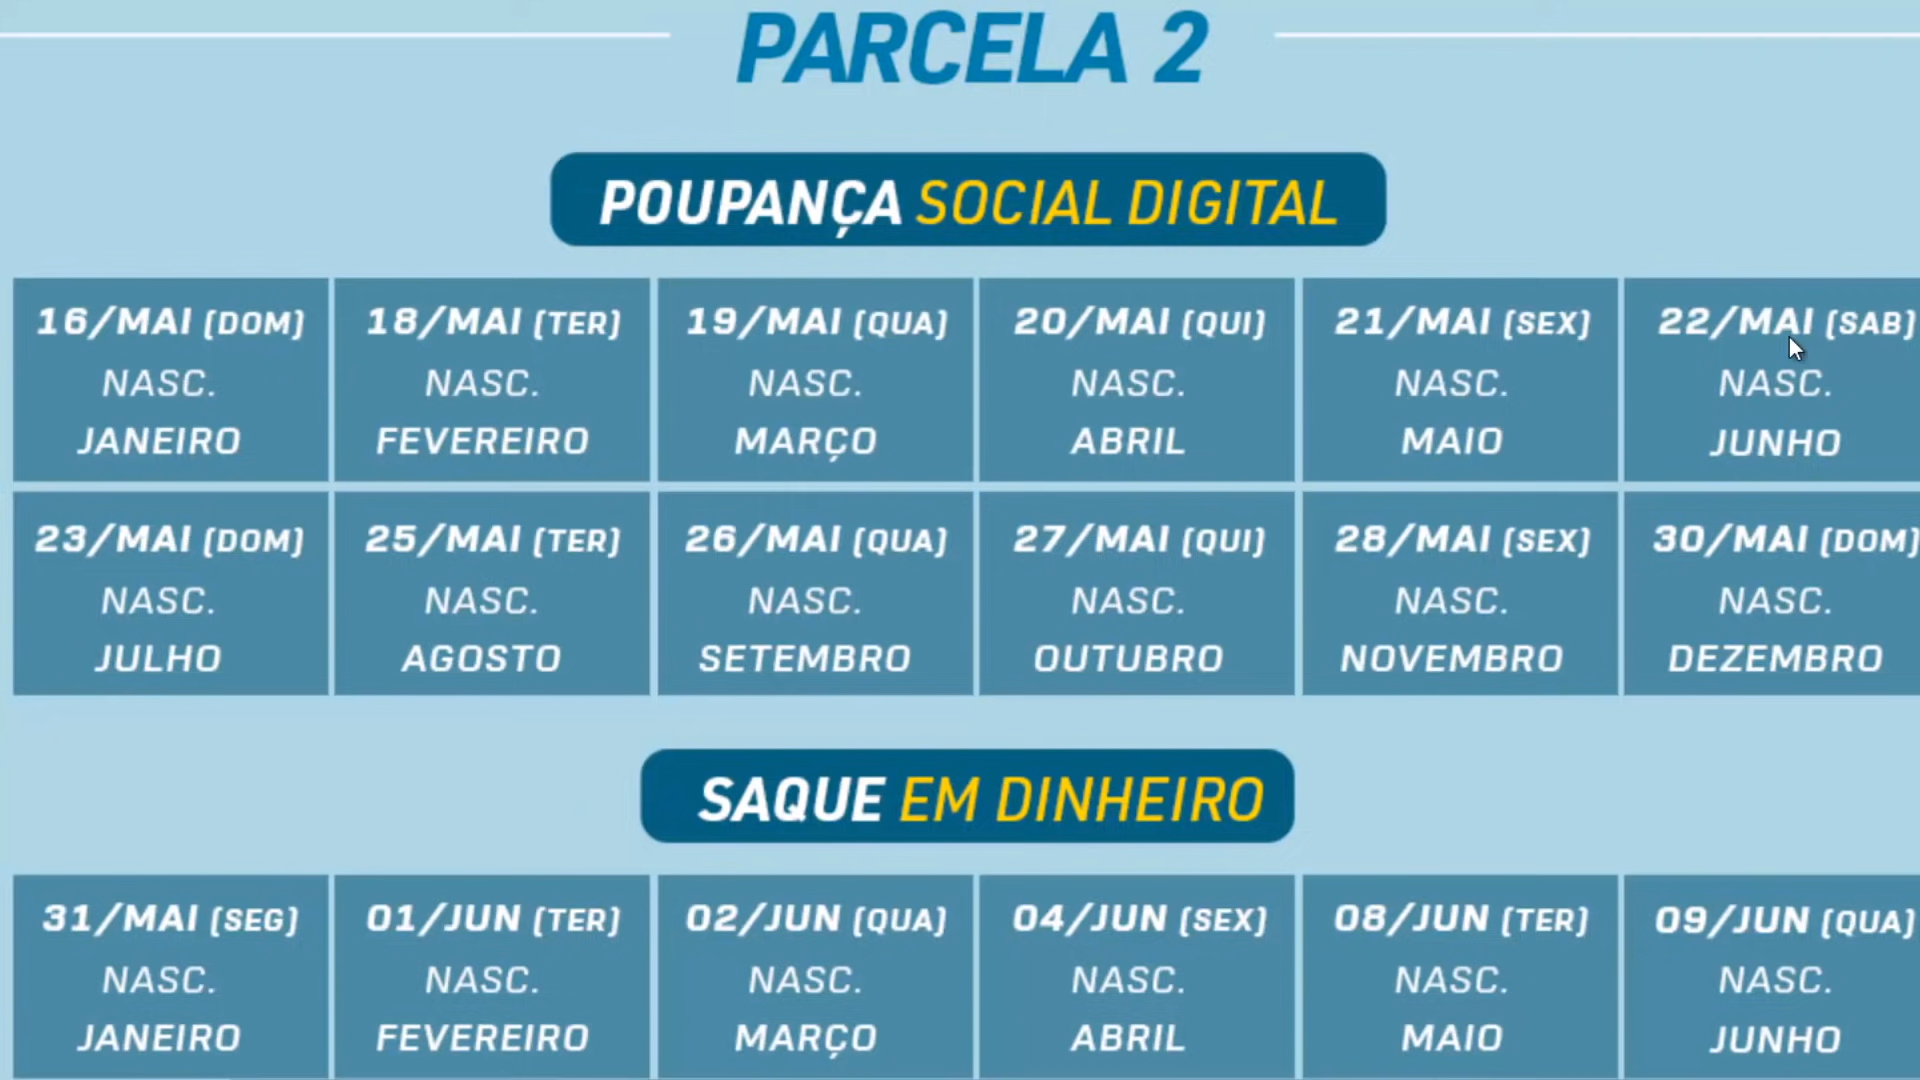 PARCELA 2
POUPANÇA SOCIAL DIGITAL
16/MAI (DOM) 18/MAI (TER) 19/MAI (QUA) 20/MAI (QUI) 21/MAI (SEX) 22/MAI (SAB)
NASC. NASC. NASC. NASC. NASC. NASC.
JANEIRO FEVEREIRO MARÇO ABRIL MAIO JUNHO
23/MAI (DOM) 25/MAI (TER) 26/MAI (QUA) 27/MAI (QUI) 28/MAI (SEX) 30/MAI (DOM)
NASC. NASC. NASC. NASC. NASC. NASC.
JULHO AGOSTO SETEMBRO OUTUBRO NOVEMBRO DEZEMBRO
SAQUE EM DINHEIRO
31/MAI (SEG) 01/JUN (TER) 02/JUN (QUA) 04/JUN (SEX) 08/JUN (TER) 09/JUN (QUA)
NASC. NASC. NASC. NASC. NASC. NASC.
JANEIRO FEVEREIRO MARÇO ABRIL MAIO JUNHO